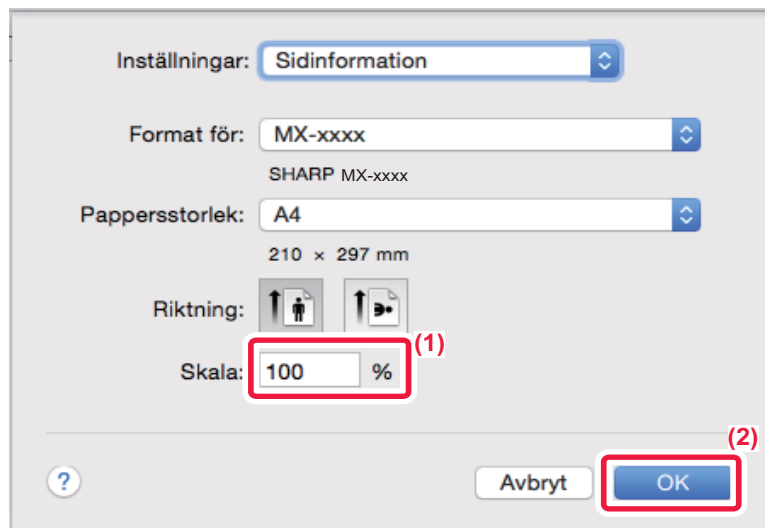 Inställningar: Sidinformation
Format för: MX-xxxx
SHARP MX-xxxx
Pappersstorlek: A4
210 × 297 mm
Riktning:
(1)
Skala: 100 %
(2)
? Avbryt OK